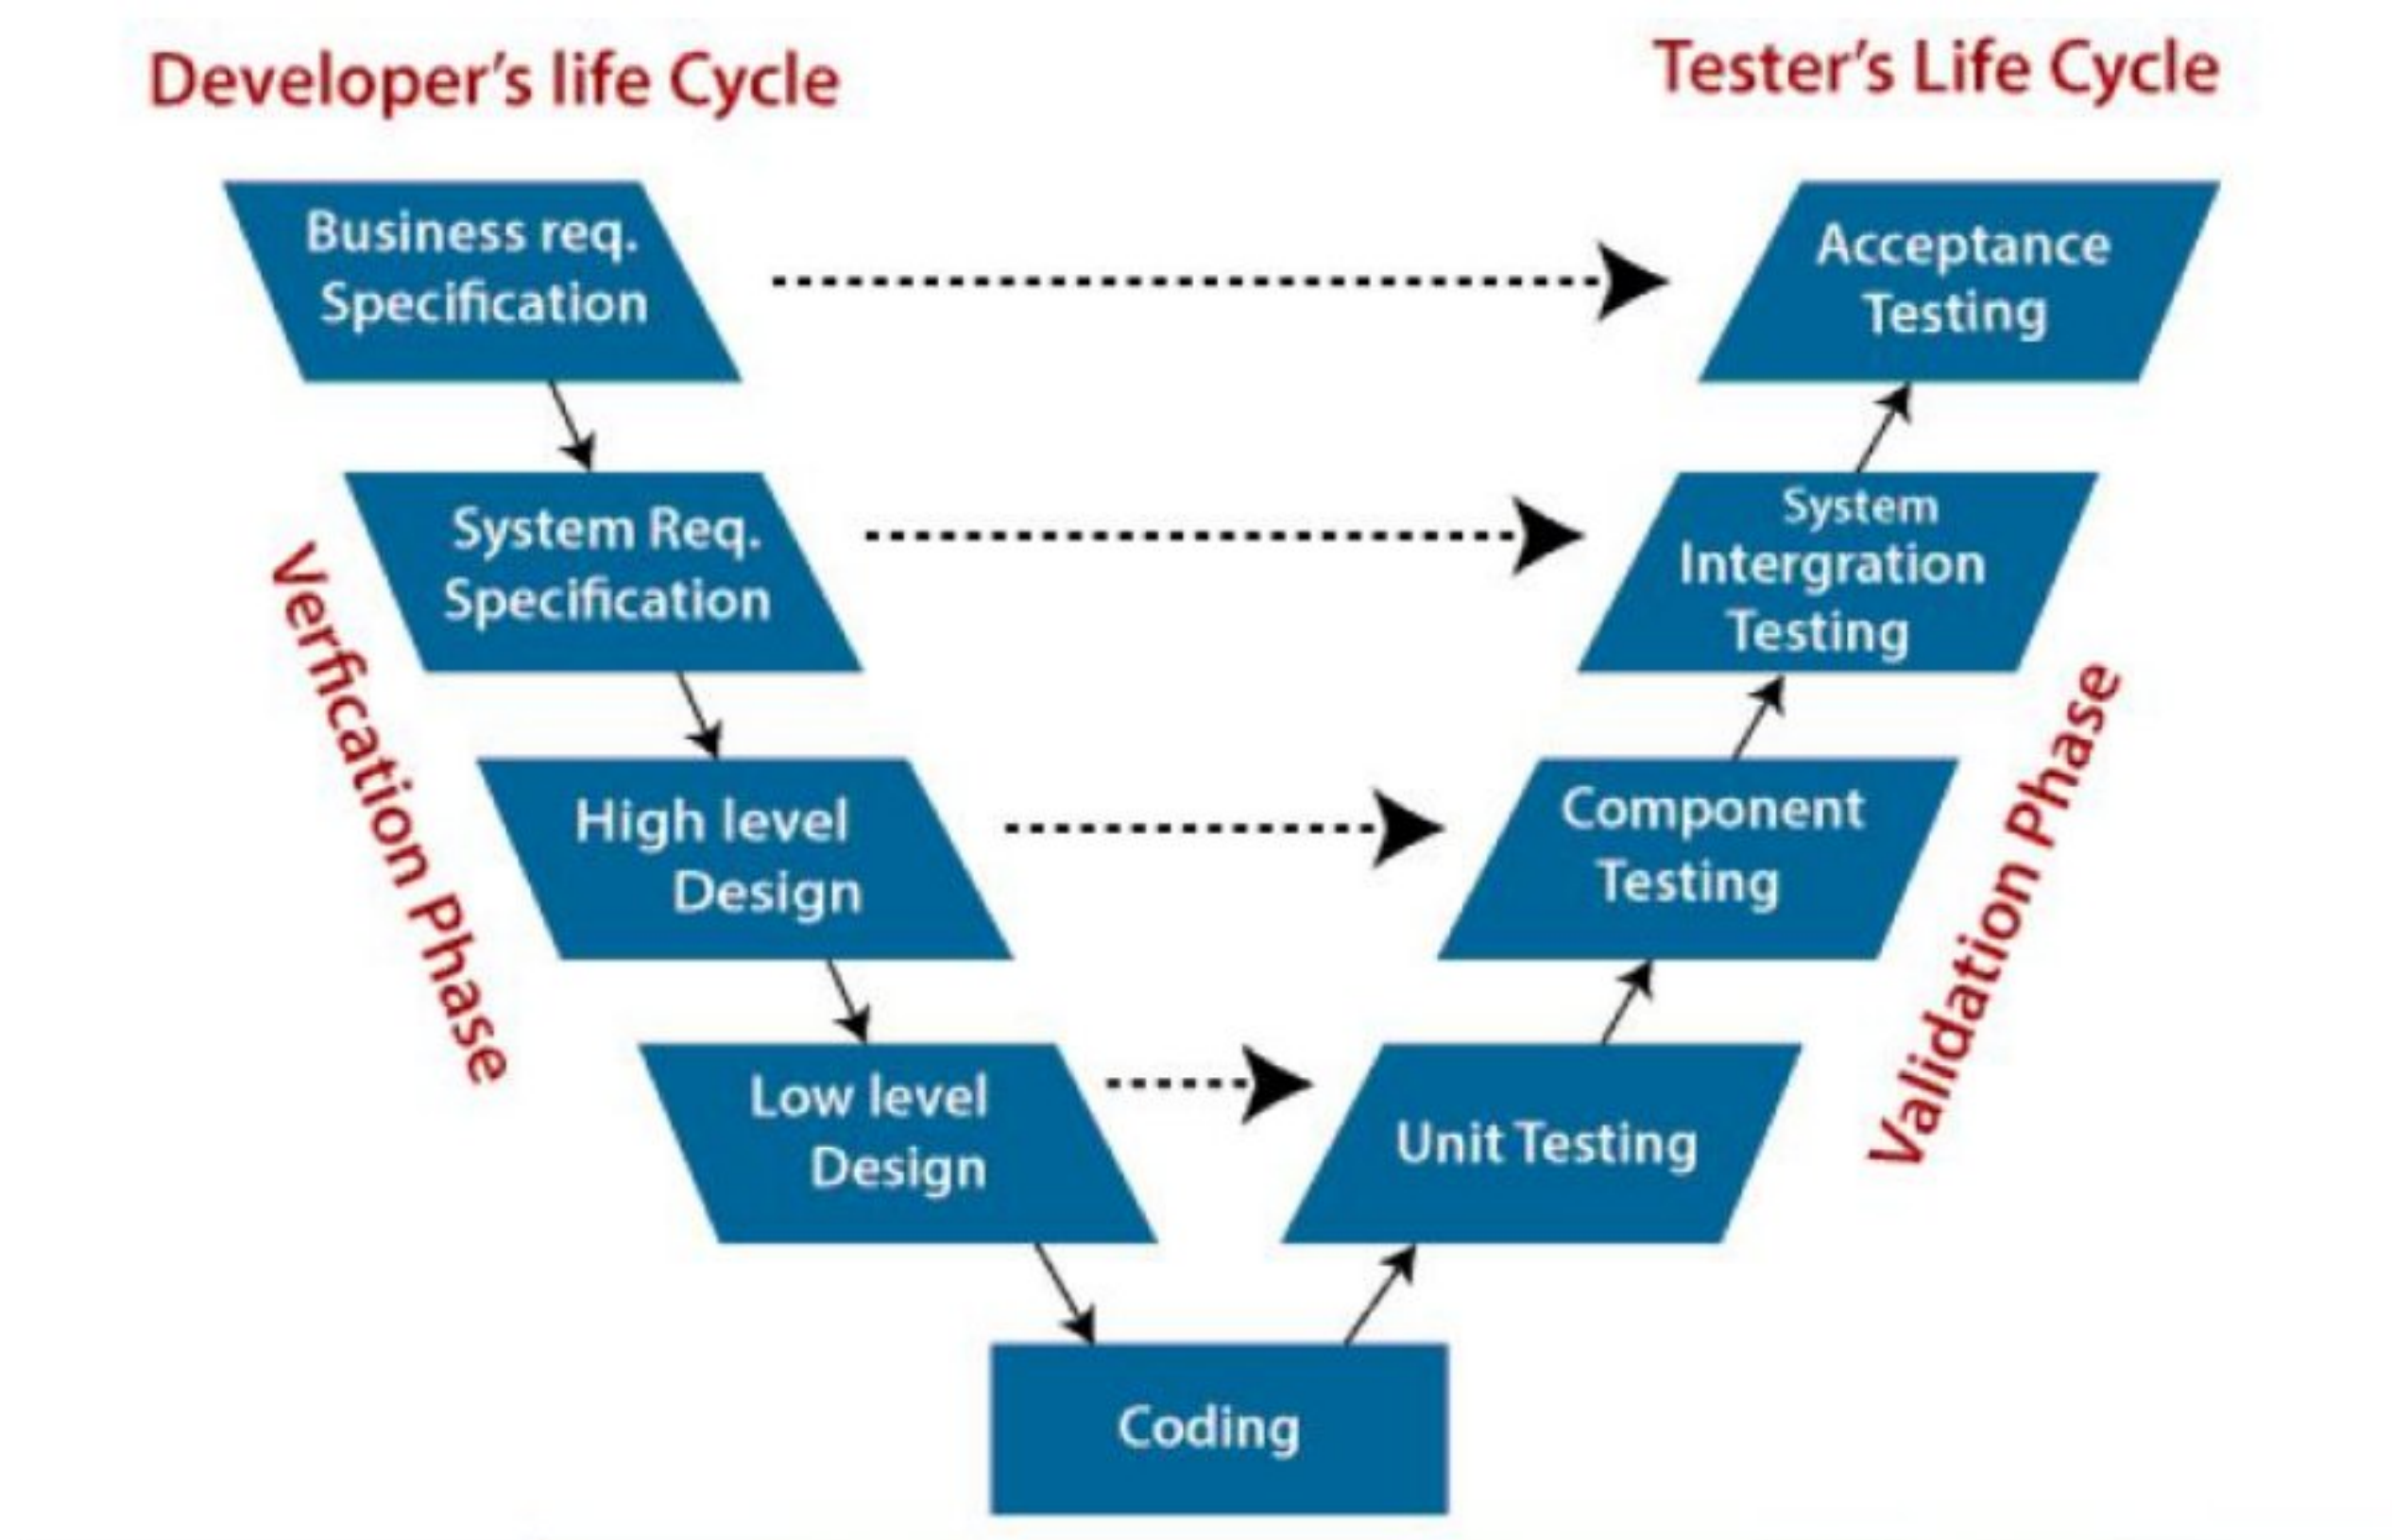 Developer's life Cycle
Tester's Life Cycle
Business req.
Specification
Acceptance
Testing
System Req.
Specification
System
Intergration
Testing
Verfication Phase
High level
Design
Component
Testing
Validation Phase
Low level
Design
Unit Testing
Coding